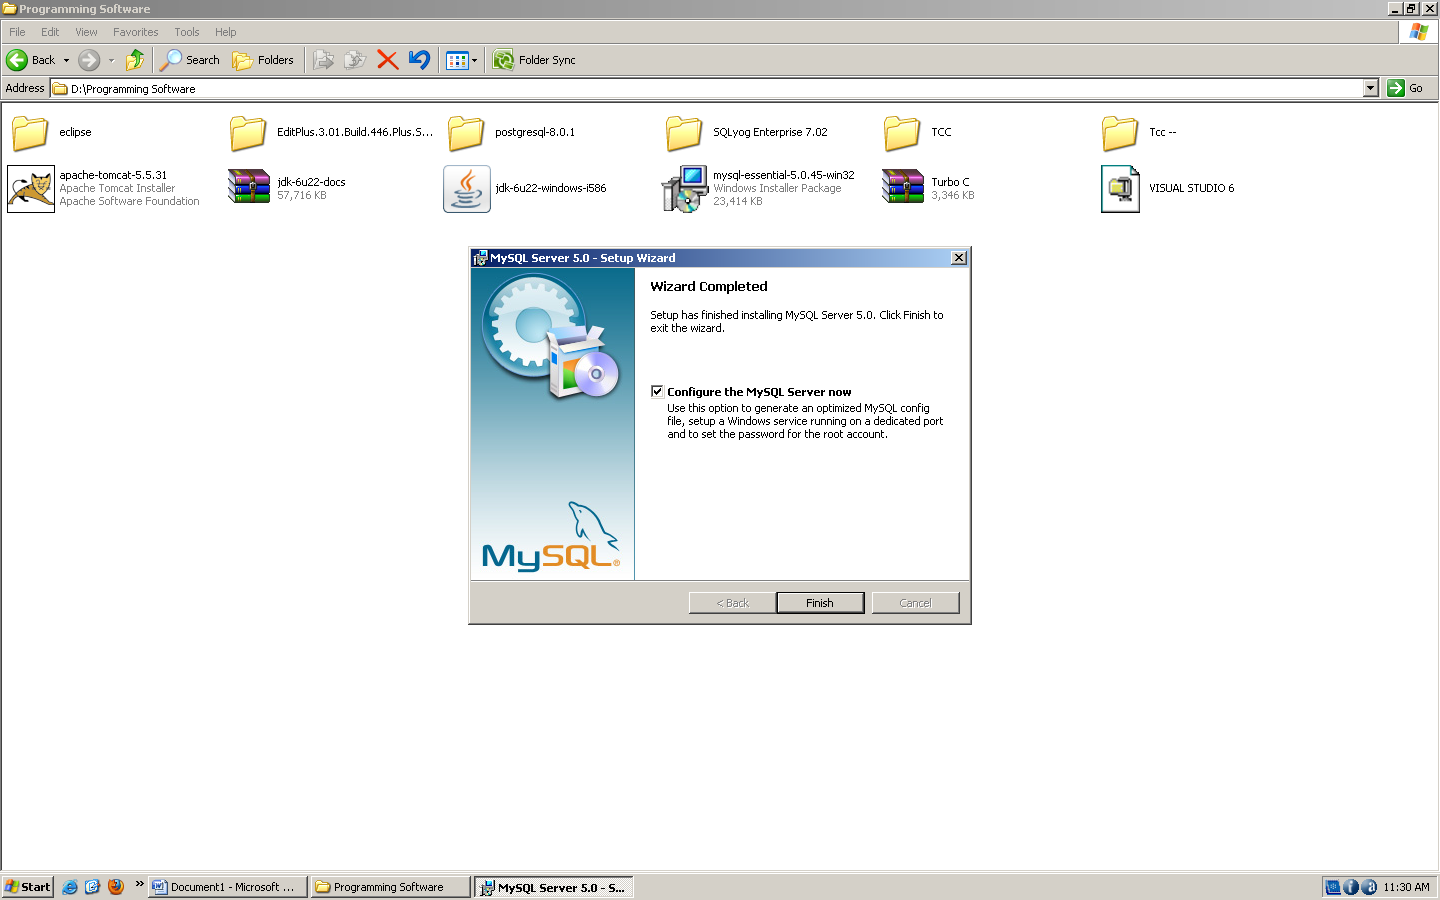 Programming Software
File Edit View Favorites Tools Help
Back Search Folders Folder Sync
Address D:\Programming Software Go
eclipse
EditPlus.3.01.Build.446.Plus.S...
postgresql-8.0.1
SQLyog Enterprise 7.02
TCC
Tcc --
apache-tomcat-5.5.31
Apache Tomcat Installer
Apache Software Foundation
jdk-6u22-docs
57,716 KB
jdk-6u22-windows-i586
mysql-essential-5.0.45-win32
Windows Installer Package
23,414 KB
Turbo C
3,346 KB
VISUAL STUDIO 6
MySQL Server 5.0 - Setup Wizard
Wizard Completed
Setup has finished installing MySQL Server 5.0. Click Finish to
exit the wizard.
Configure the MySQL Server now
Use this option to generate an optimized MySQL config
file, setup a Windows service running on a dedicated port
and to set the password for the root account.
MySQL®
< Back Finish Cancel
Start » Document1 - Microsoft ... Programming Software MySQL Server 5.0 - S... 11:30 AM